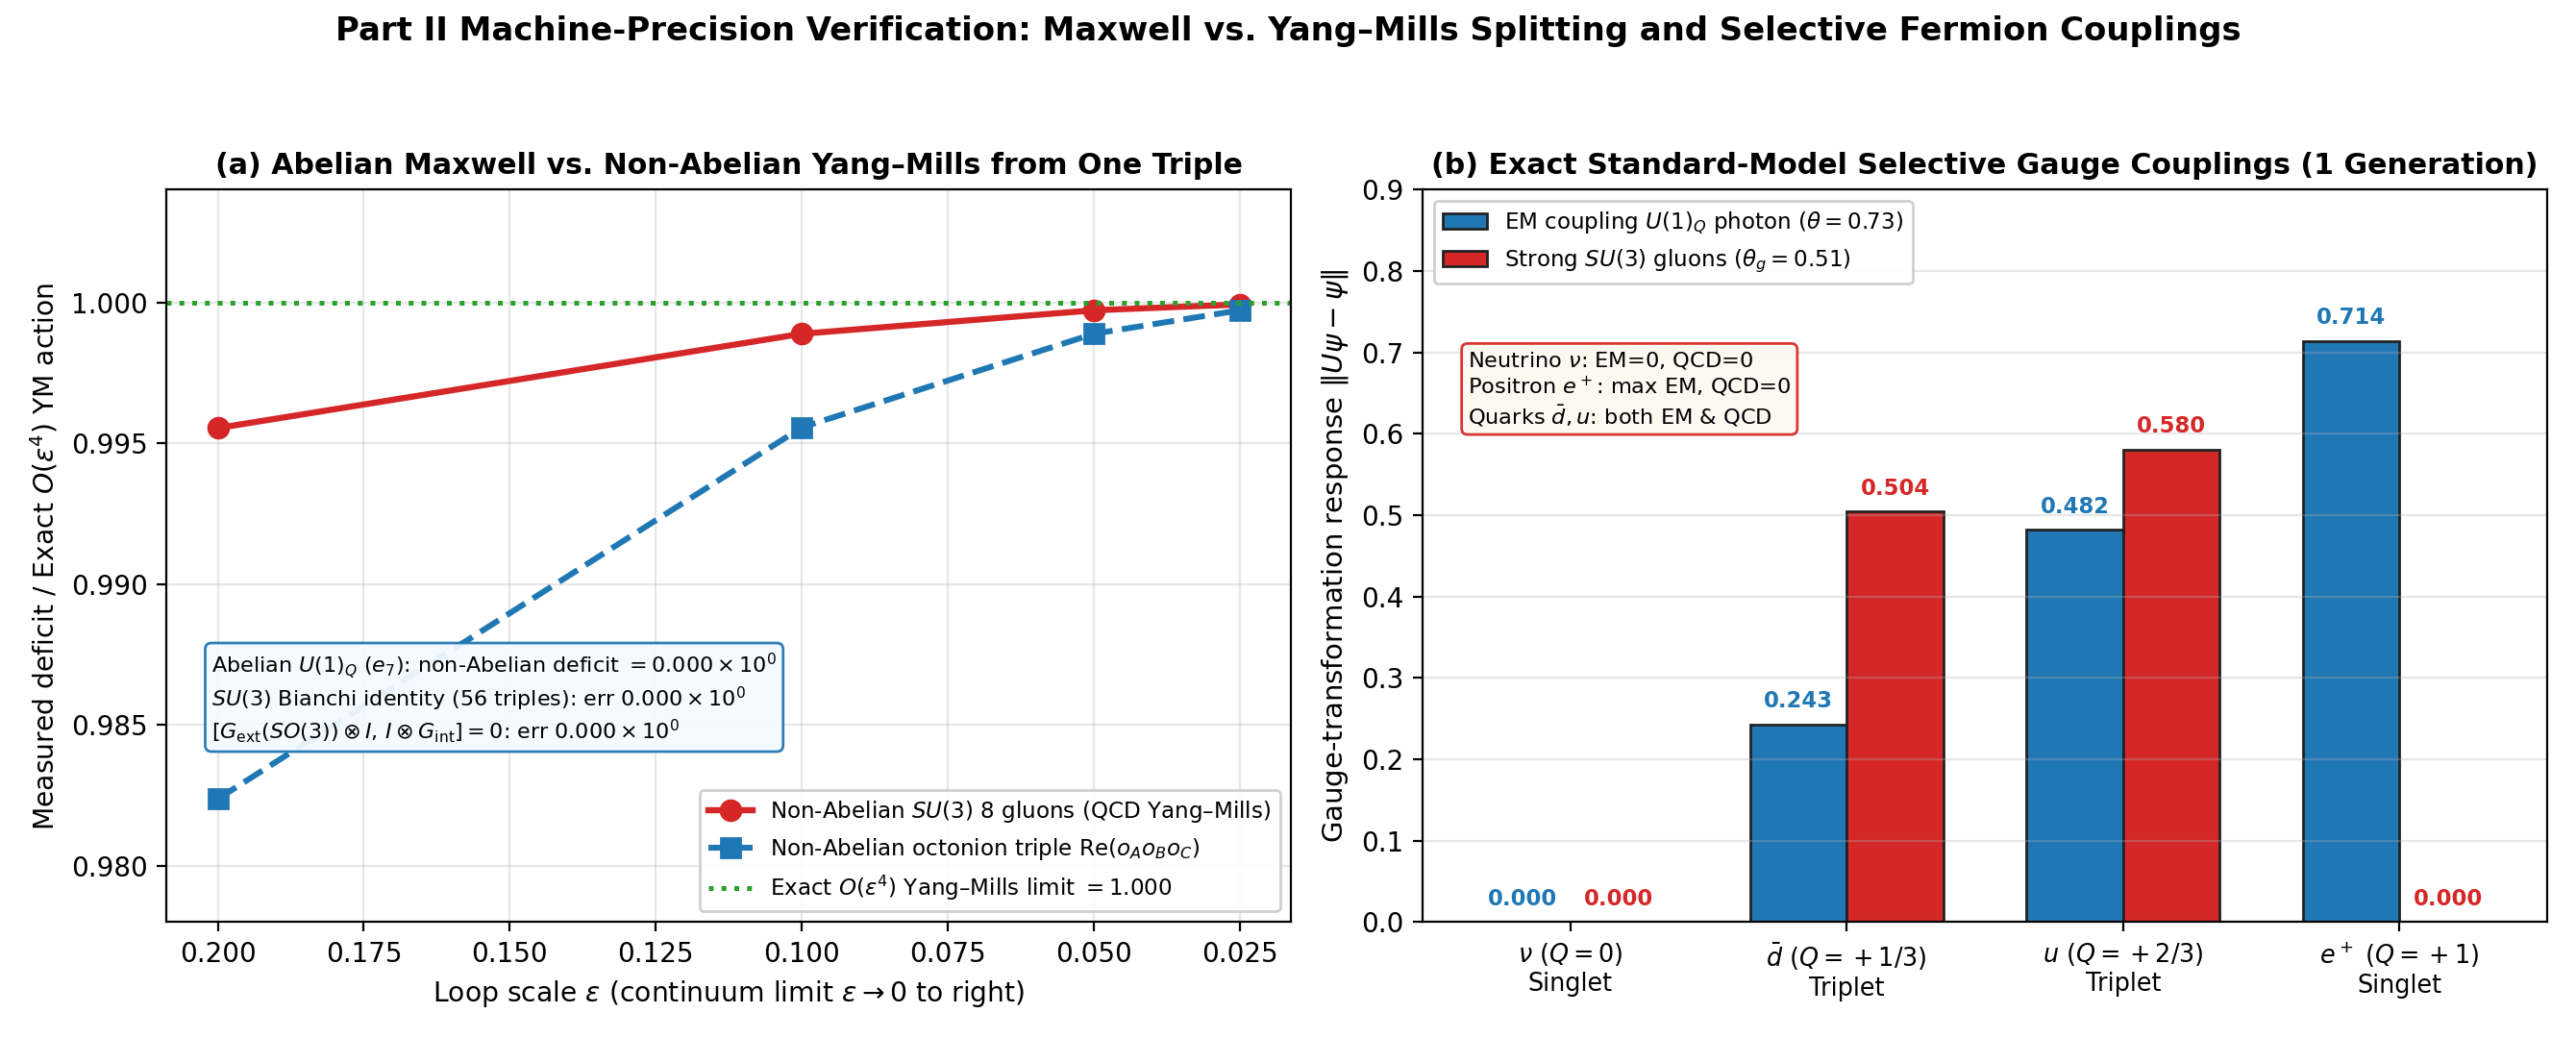 Part II Machine-Precision Verification: Maxwell vs. Yang–Mills Splitting and Selective Fermion Couplings
(a) Abelian Maxwell vs. Non-Abelian Yang–Mills from One Triple
Measured deficit / Exact O(ε⁴) YM action
1.000
0.995
0.990
0.985
0.980
Abelian U(1)_Q (e₇): non-Abelian deficit = 0.000 × 10⁰
SU(3) Bianchi identity (56 triples): err 0.000 × 10⁰
[G_ext(SO(3)) ⊗ I, I ⊗ G_int] = 0: err 0.000 × 10⁰
Non-Abelian SU(3) 8 gluons (QCD Yang–Mills)
Non-Abelian octonion triple Re(o_A o_B o_C)
Exact O(ε⁴) Yang–Mills limit = 1.000
0.200 0.175 0.150 0.125 0.100 0.075 0.050 0.025
Loop scale ε (continuum limit ε → 0 to right)
(b) Exact Standard-Model Selective Gauge Couplings (1 Generation)
Gauge-transformation response ‖Uψ − ψ‖
0.9
0.8
0.7
0.6
0.5
0.4
0.3
0.2
0.1
0.0
EM coupling U(1)_Q photon (θ = 0.73)
Strong SU(3) gluons (θ_g = 0.51)
Neutrino ν: EM=0, QCD=0
Positron e⁺: max EM, QCD=0
Quarks d̄, u: both EM & QCD
0.000
0.000
0.243
0.504
0.482
0.580
0.714
0.000
ν (Q = 0)
Singlet
d̄ (Q = +1/3)
Triplet
u (Q = +2/3)
Triplet
e⁺ (Q = +1)
Singlet